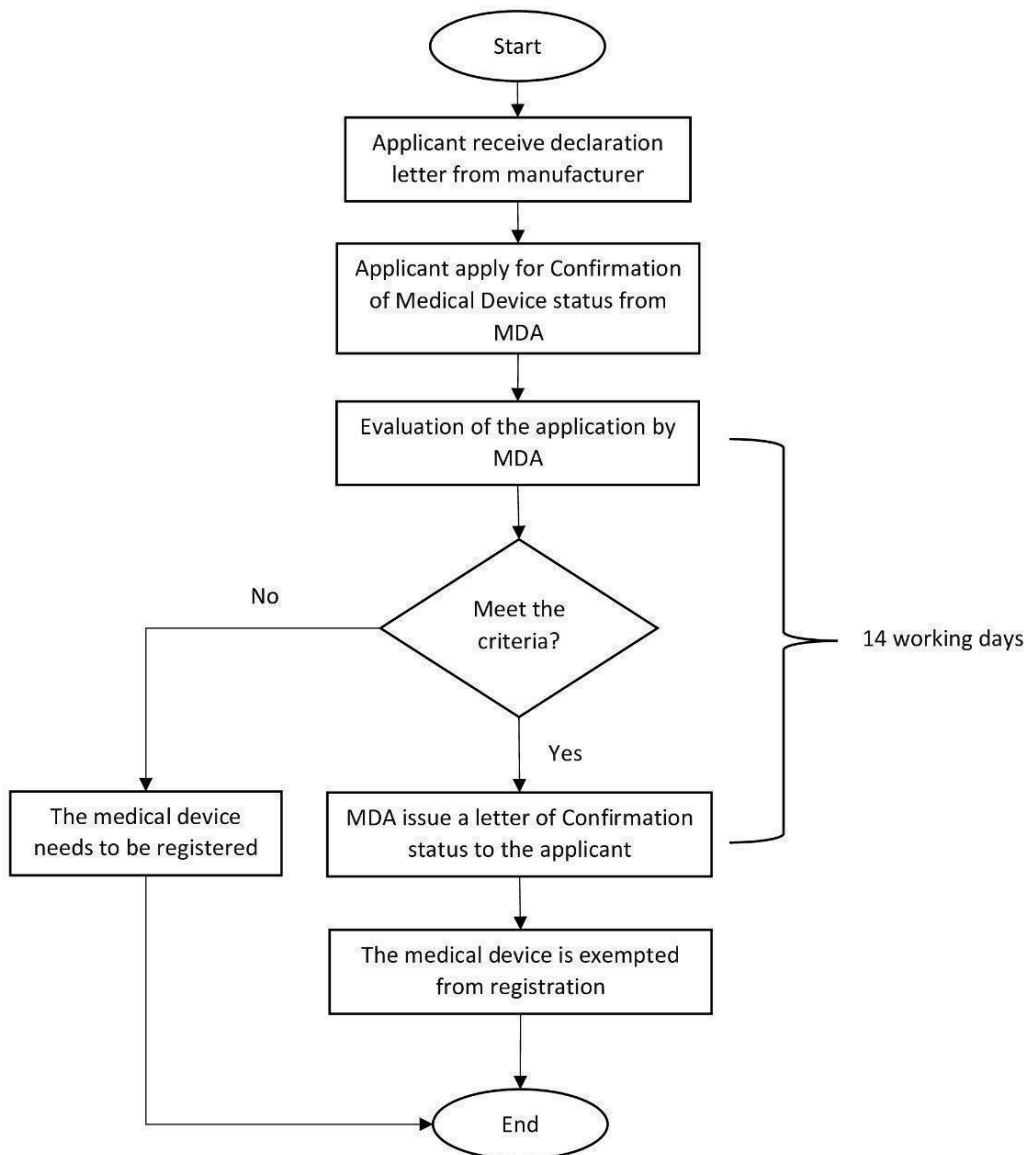 Start
Applicant receive declaration
letter from manufacturer
Applicant apply for Confirmation
of Medical Device status from
MDA
Evaluation of the application by
MDA
No
Meet the
criteria?
14 working days
Yes
The medical device
needs to be registered
MDA issue a letter of Confirmation
status to the applicant
The medical device is exempted
from registration
End